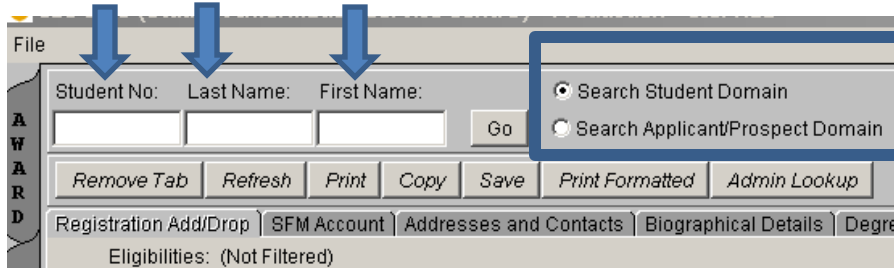 File
Student No: Last Name: First Name:
Search Student Domain
Go
Search Applicant/Prospect Domain
AWARD
Remove Tab Refresh Print Copy Save Print Formatted Admin Lookup
Registration Add/Drop SFM Account Addresses and Contacts Biographical Details Degre
Eligibilities: (Not Filtered)